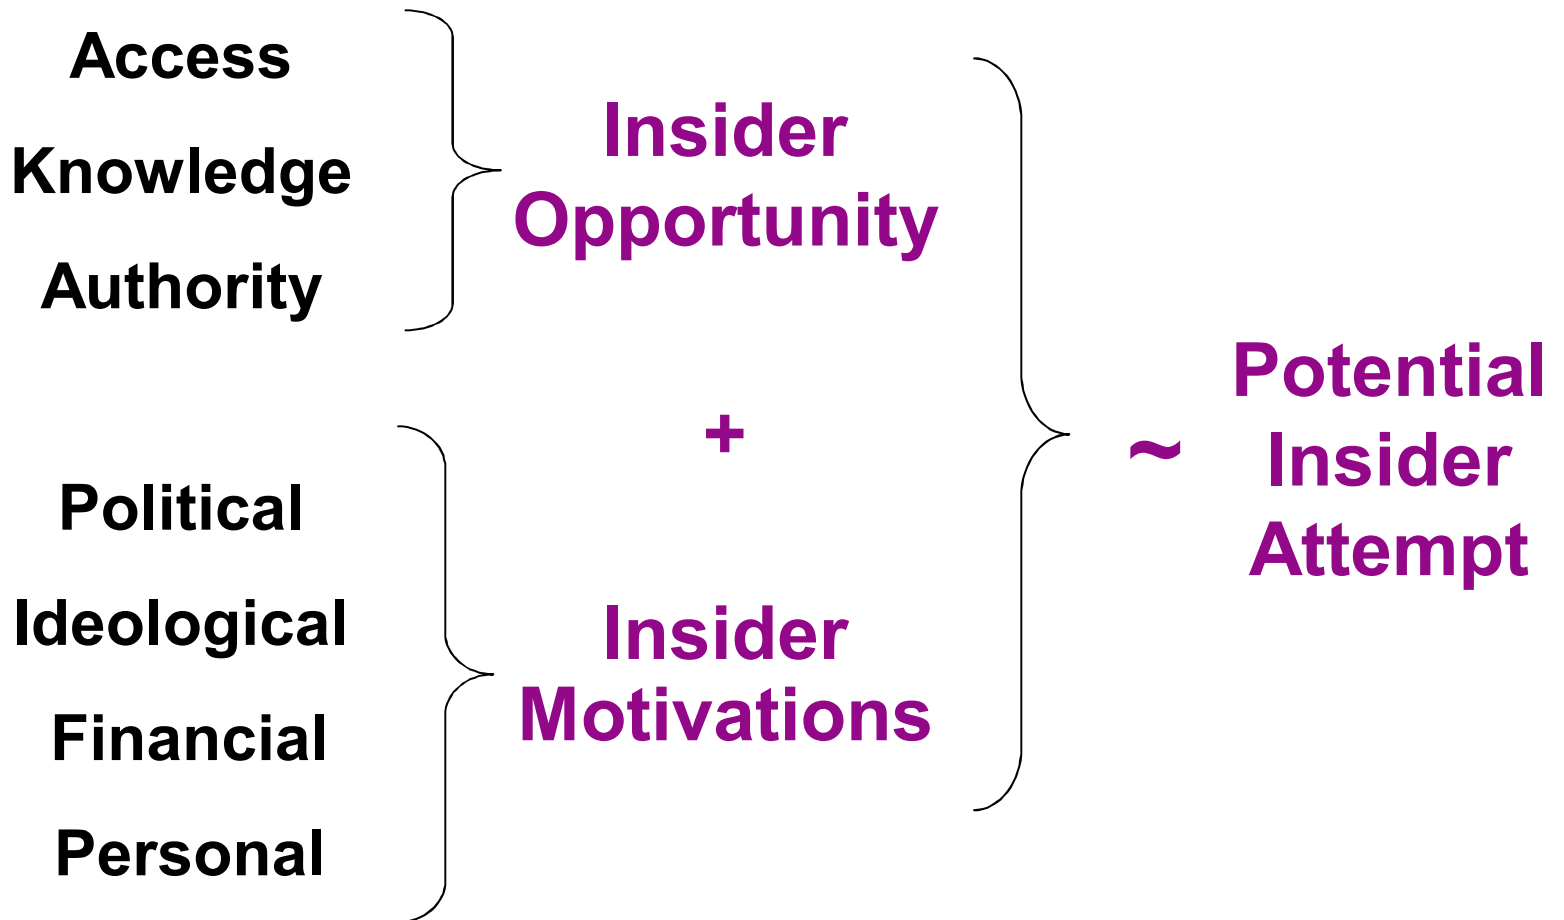 Access
Knowledge
Authority
Insider
Opportunity
+
Political
Ideological
Financial
Personal
Insider
Motivations
~
Potential
Insider
Attempt